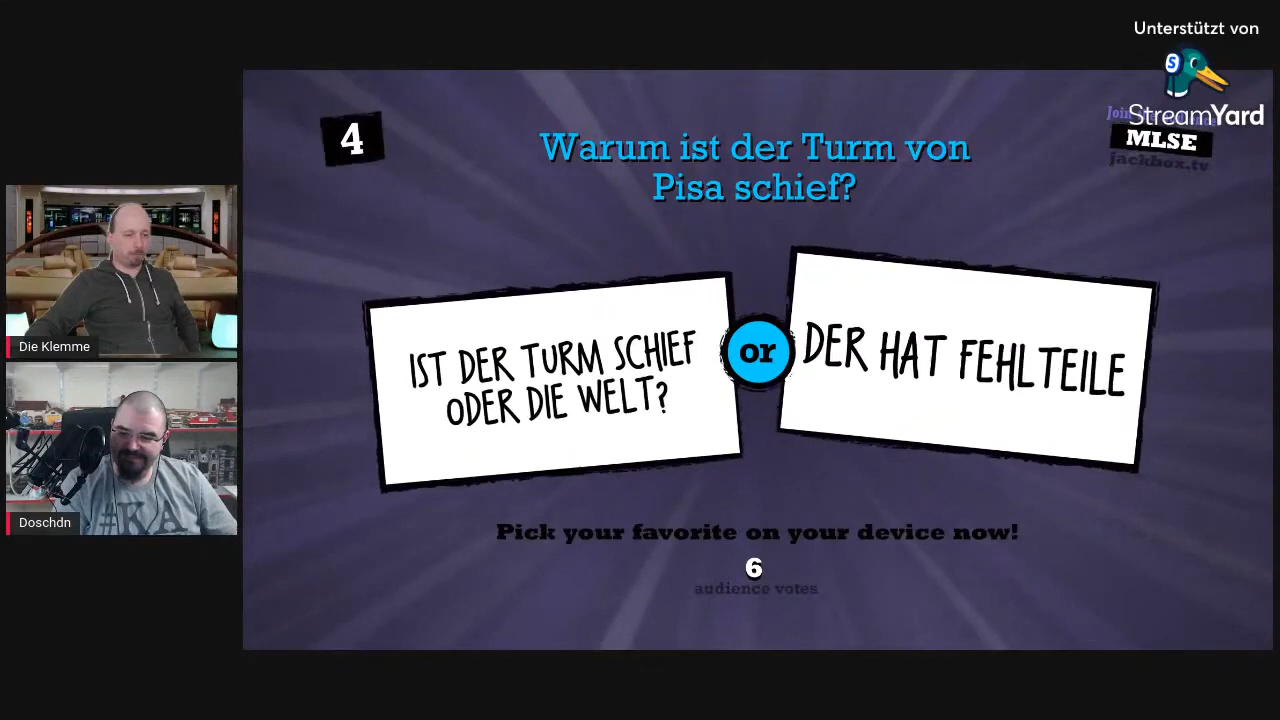 Unterstützt von
StreamYard
MLSE
jackbox.tv
4
Warum ist der Turm von
Pisa schief?
IST DER TURM SCHIEF
ODER DIE WELT?
or
DER HAT FEHLTEILE
Pick your favorite on your device now!
6
audience votes
Die Klemme
Doschdn
#KA